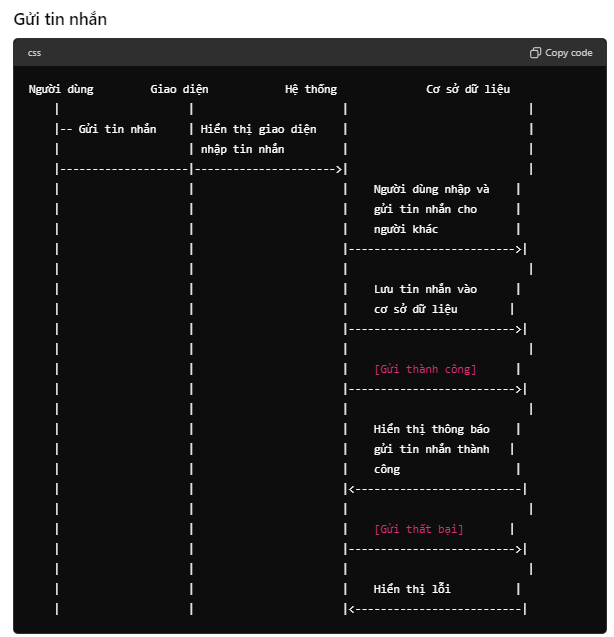 Gửi tin nhắn
css Copy code
Người dùng Giao diện Hệ thống Cơ sở dữ liệu
| | | |
|-- Gửi tin nhắn | Hiển thị giao diện | |
| | nhập tin nhắn | |
|--------------------|---------------------->| |
| | | Người dùng nhập và |
| | | gửi tin nhắn cho |
| | | người khác |
| | |-------------------------->|
| | | |
| | | Lưu tin nhắn vào |
| | | cơ sở dữ liệu |
| | |-------------------------->|
| | | |
| | | [Gửi thành công] |
| | |-------------------------->|
| | | |
| | | Hiển thị thông báo |
| | | gửi tin nhắn thành |
| | | công |
| | |<--------------------------|
| | | |
| | | [Gửi thất bại] |
| | |-------------------------->|
| | | |
| | | Hiển thị lỗi |
| | |<--------------------------|